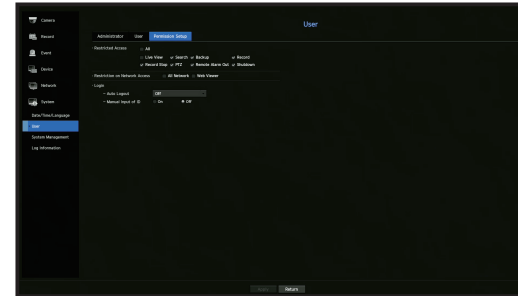 User
Camera
Record
Event
Device
Network
System
Date/Time/Language
User
System Management
Log Information
Administrator User Permission Setup
Restricted Access All
Live View Search Backup Record
Record Stop PTZ Remote Alarm Out Shutdown
Restriction on Network Access All Network Web Viewer
Login
- Auto Logout Off
- Manual Input of ID On Off
Apply Return